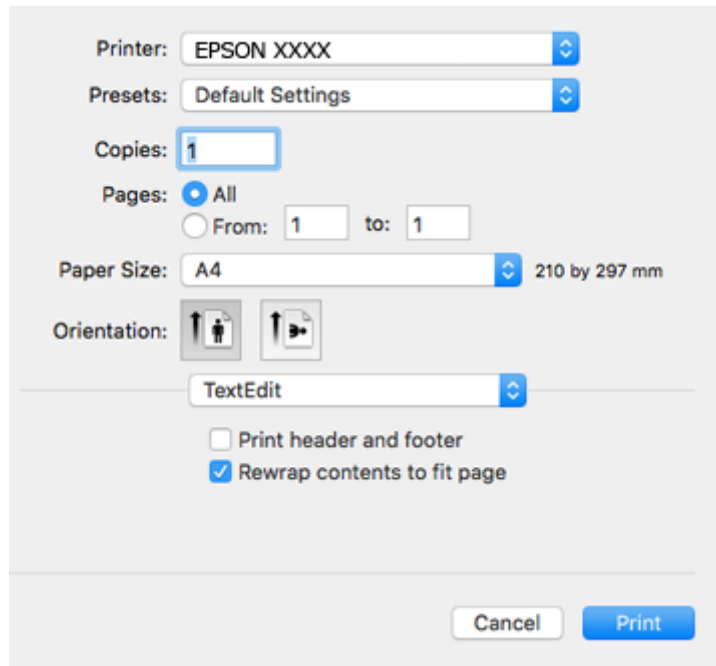 Printer: EPSON XXXX
Presets: Default Settings
Copies: 1
Pages: All
From: 1 to: 1
Paper Size: A4 210 by 297 mm
Orientation:
TextEdit
Print header and footer
Rewrap contents to fit page
Cancel Print